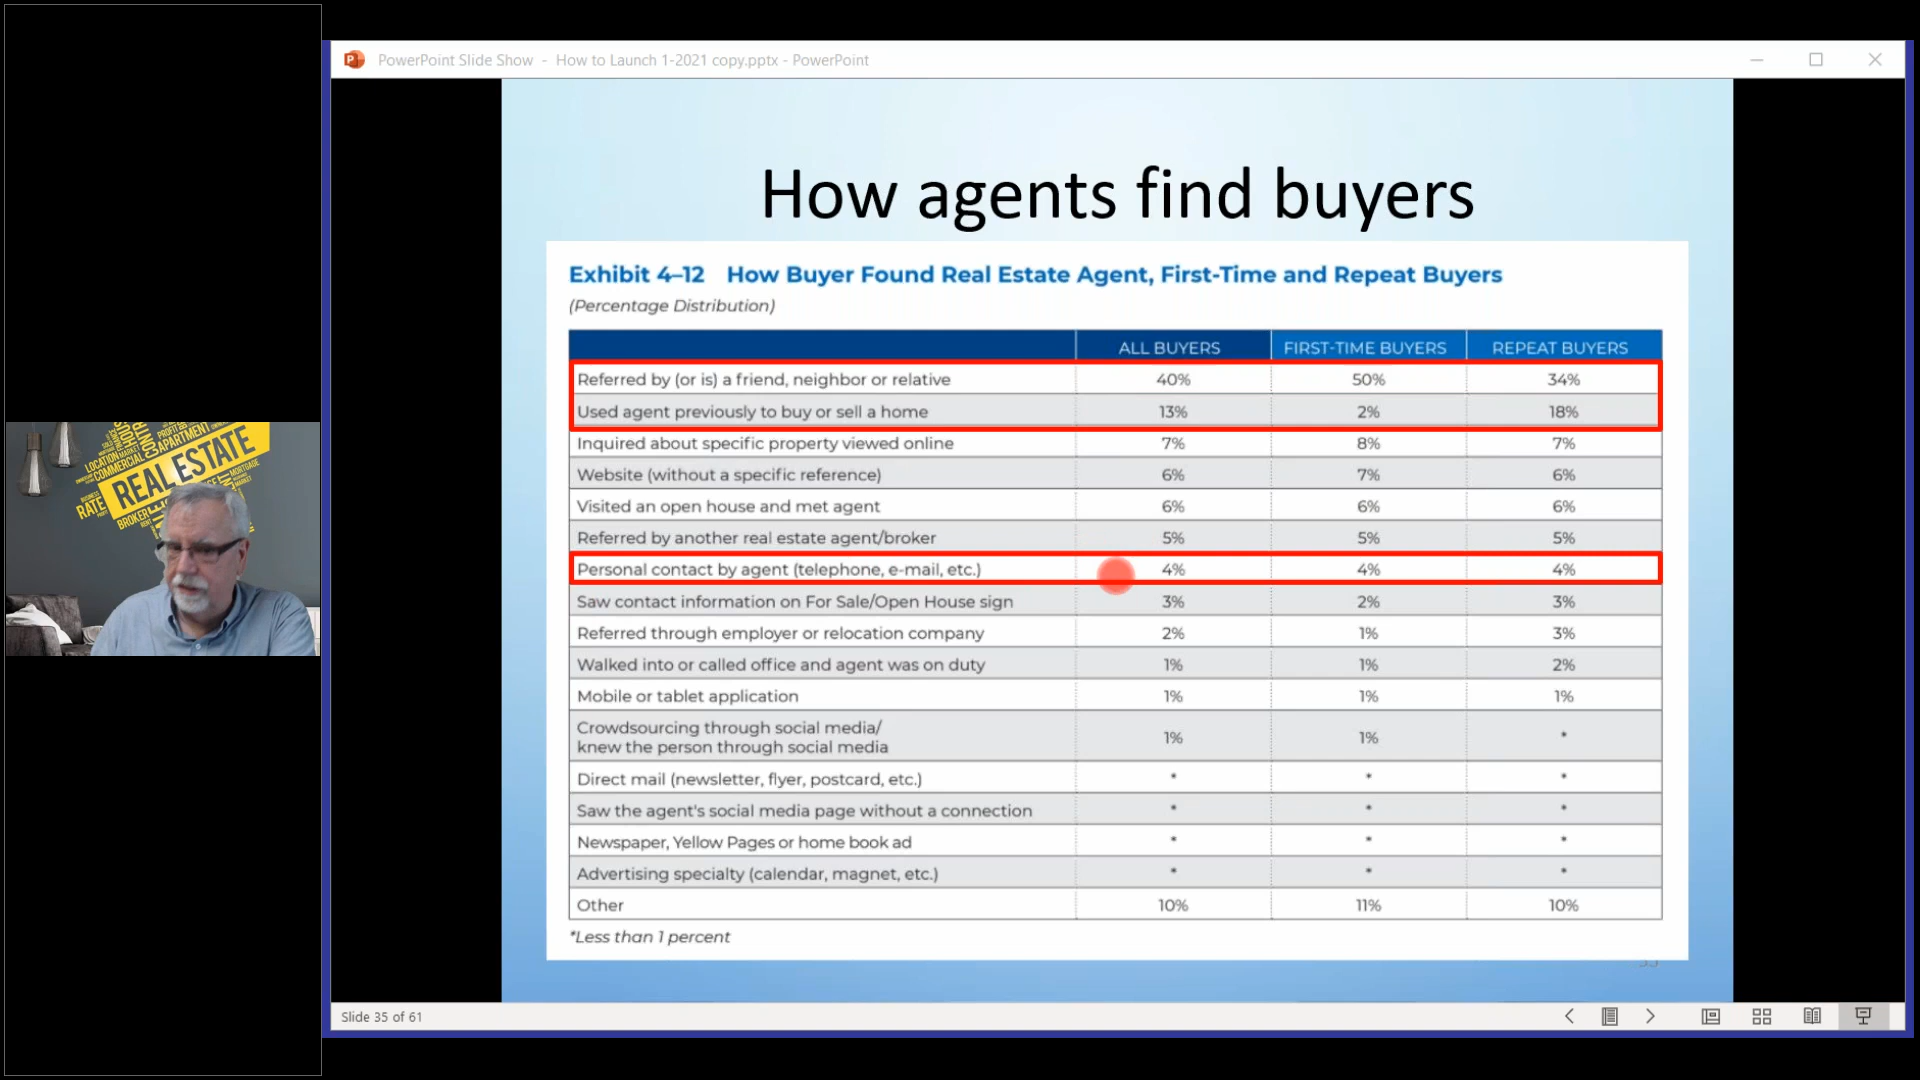 PowerPoint Slide Show - How to Launch 1-2021 copy.pptx - PowerPoint
How agents find buyers
Exhibit 4–12 How Buyer Found Real Estate Agent, First-Time and Repeat Buyers
(Percentage Distribution)
ALL BUYERS FIRST-TIME BUYERS REPEAT BUYERS
Referred by (or is) a friend, neighbor or relative 40% 50% 34%
Used agent previously to buy or sell a home 13% 2% 18%
Inquired about specific property viewed online 7% 8% 7%
Website (without a specific reference) 6% 7% 6%
Visited an open house and met agent 6% 6% 6%
Referred by another real estate agent/broker 5% 5% 5%
Personal contact by agent (telephone, e-mail, etc.) 4% 4% 4%
Saw contact information on For Sale/Open House sign 3% 2% 3%
Referred through employer or relocation company 2% 1% 3%
Walked into or called office and agent was on duty 1% 1% 2%
Mobile or tablet application 1% 1% 1%
Crowdsourcing through social media/
knew the person through social media 1% 1% *
Direct mail (newsletter, flyer, postcard, etc.) * * *
Saw the agent's social media page without a connection * * *
Newspaper, Yellow Pages or home book ad * * *
Advertising specialty (calendar, magnet, etc.) * * *
Other 10% 11% 10%
*Less than 1 percent
Slide 35 of 61
LOCATION
COMMERCIAL
APARTMENT
PROFIT
REAL ESTATE
RATE
BROKER
MORTGAGE
MARKET